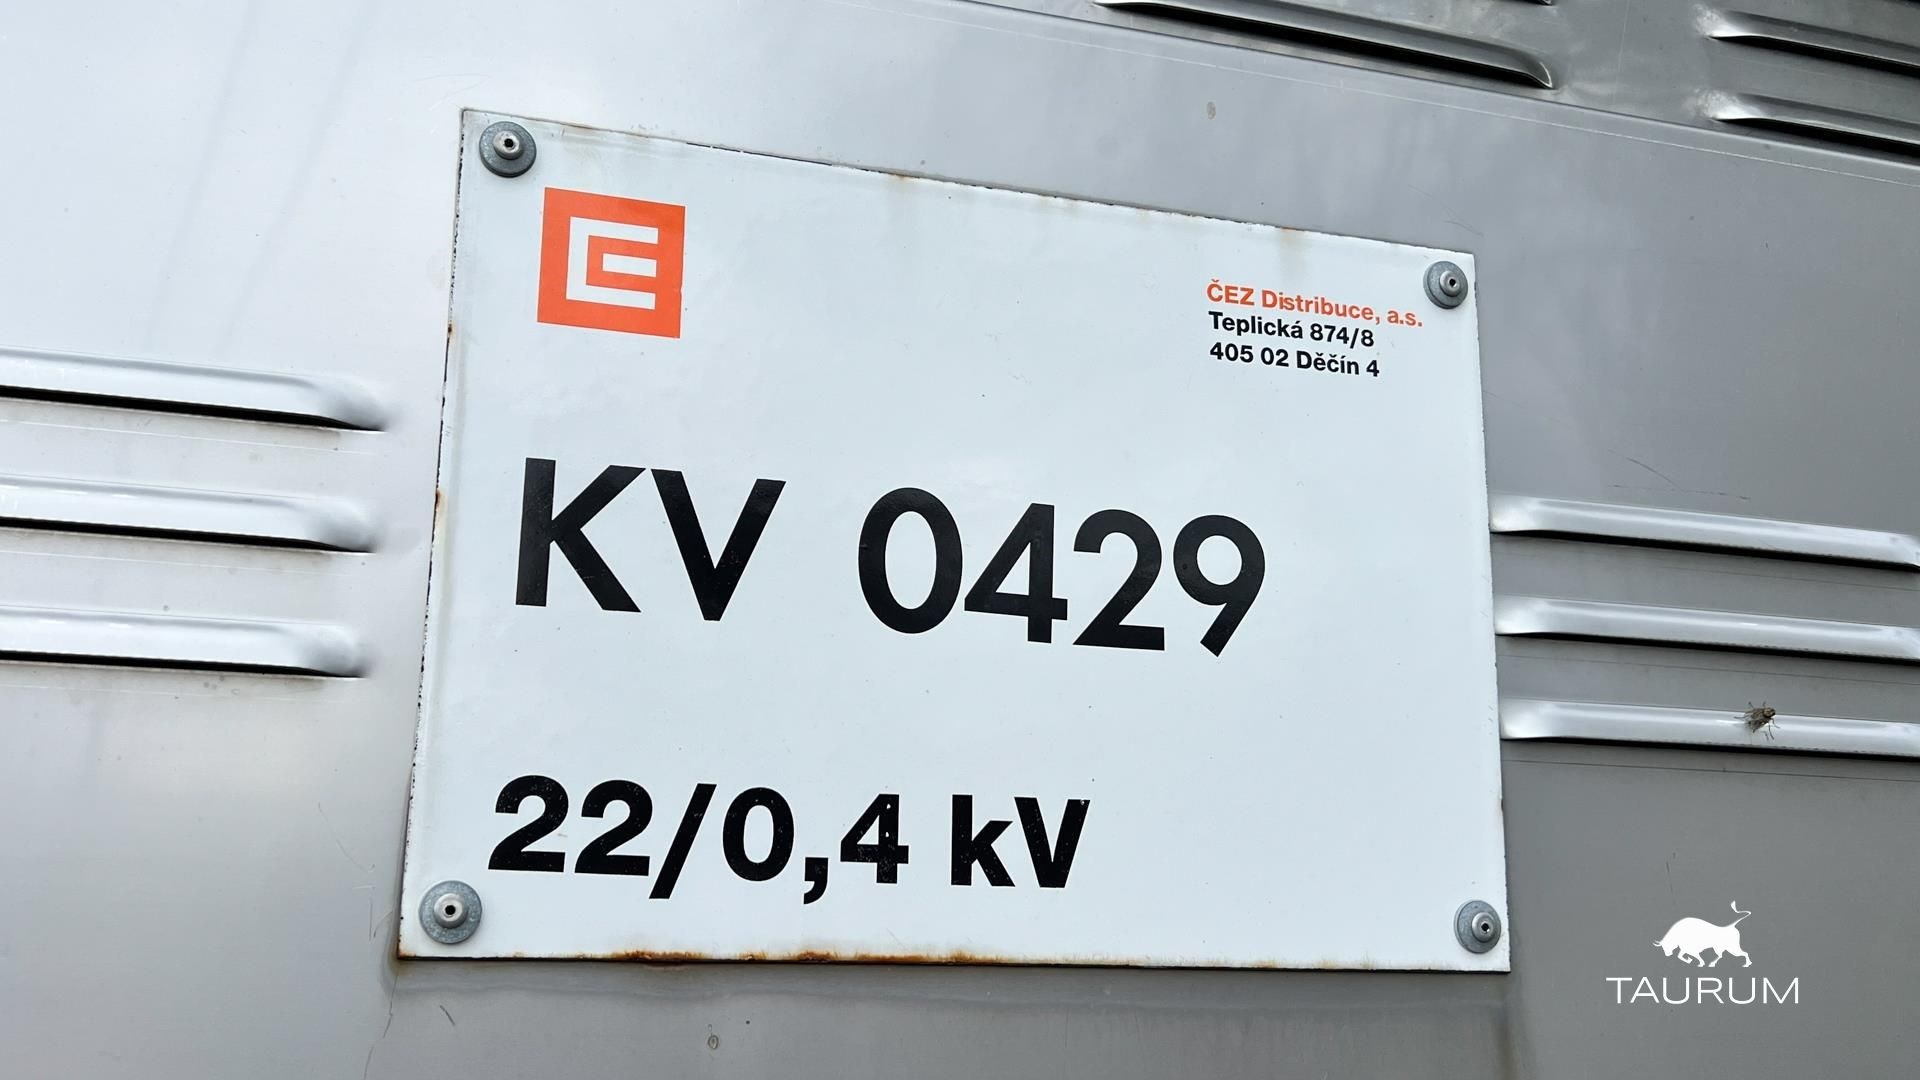 ČEZ Distribuce, a.s.
Teplická 874/8
405 02 Děčín 4
KV 0429
22/0,4 kV
TAURUM